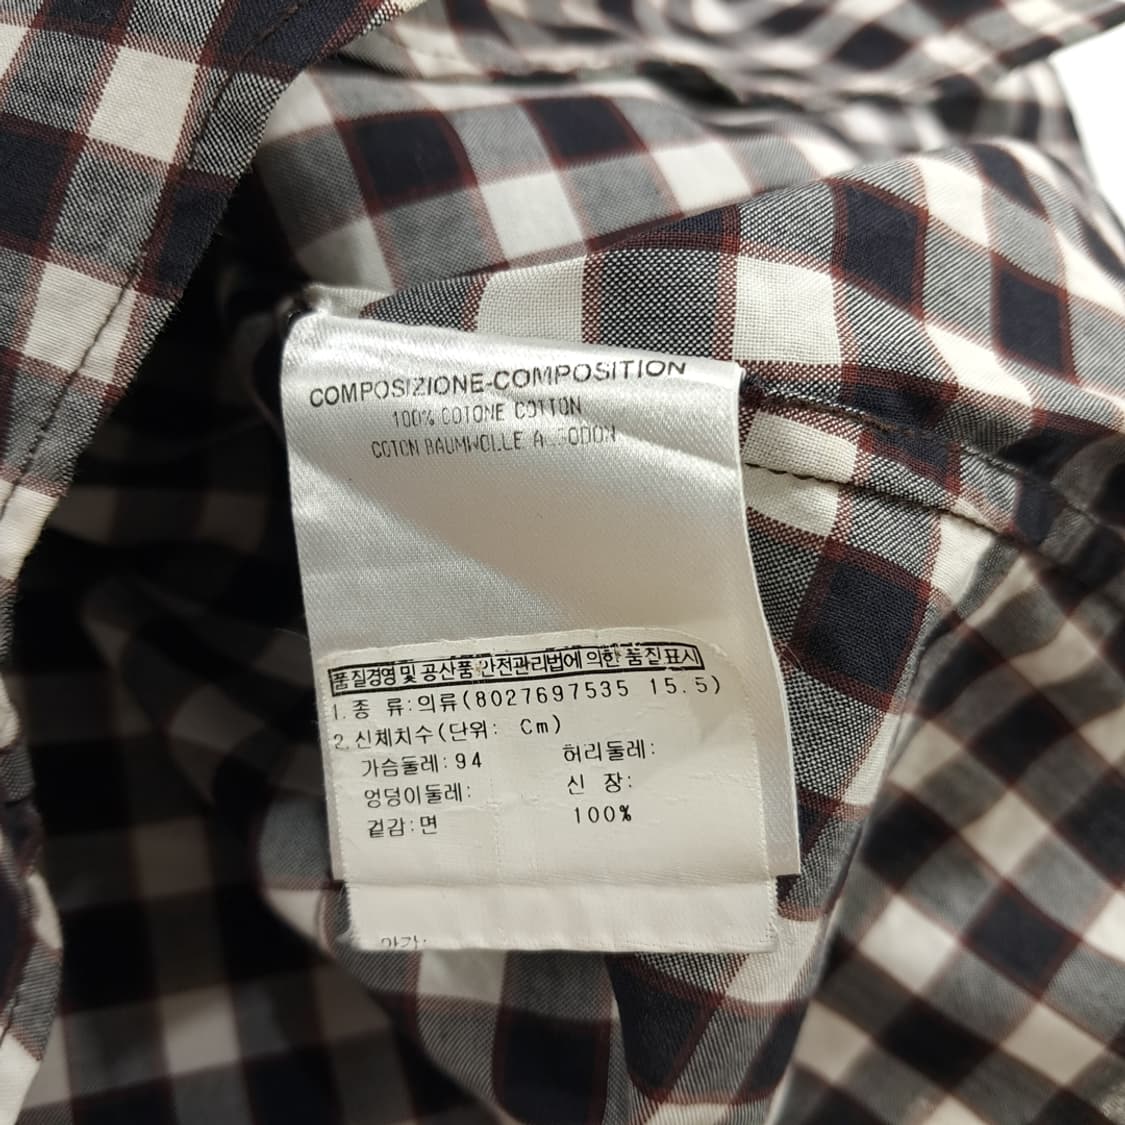 COMPOSIZIONE-COMPOSITION
100% COTONE COTTON
COTON BAUMWOLLE
품질경영 및 공산품 안전관리법에 의한 품질표시
1.종 류:의류(8027697535 15.5)
2.신체치수(단위: Cm)
가슴둘레:94 허리둘레:
엉덩이둘레: 신 장:
겉감:면 100%